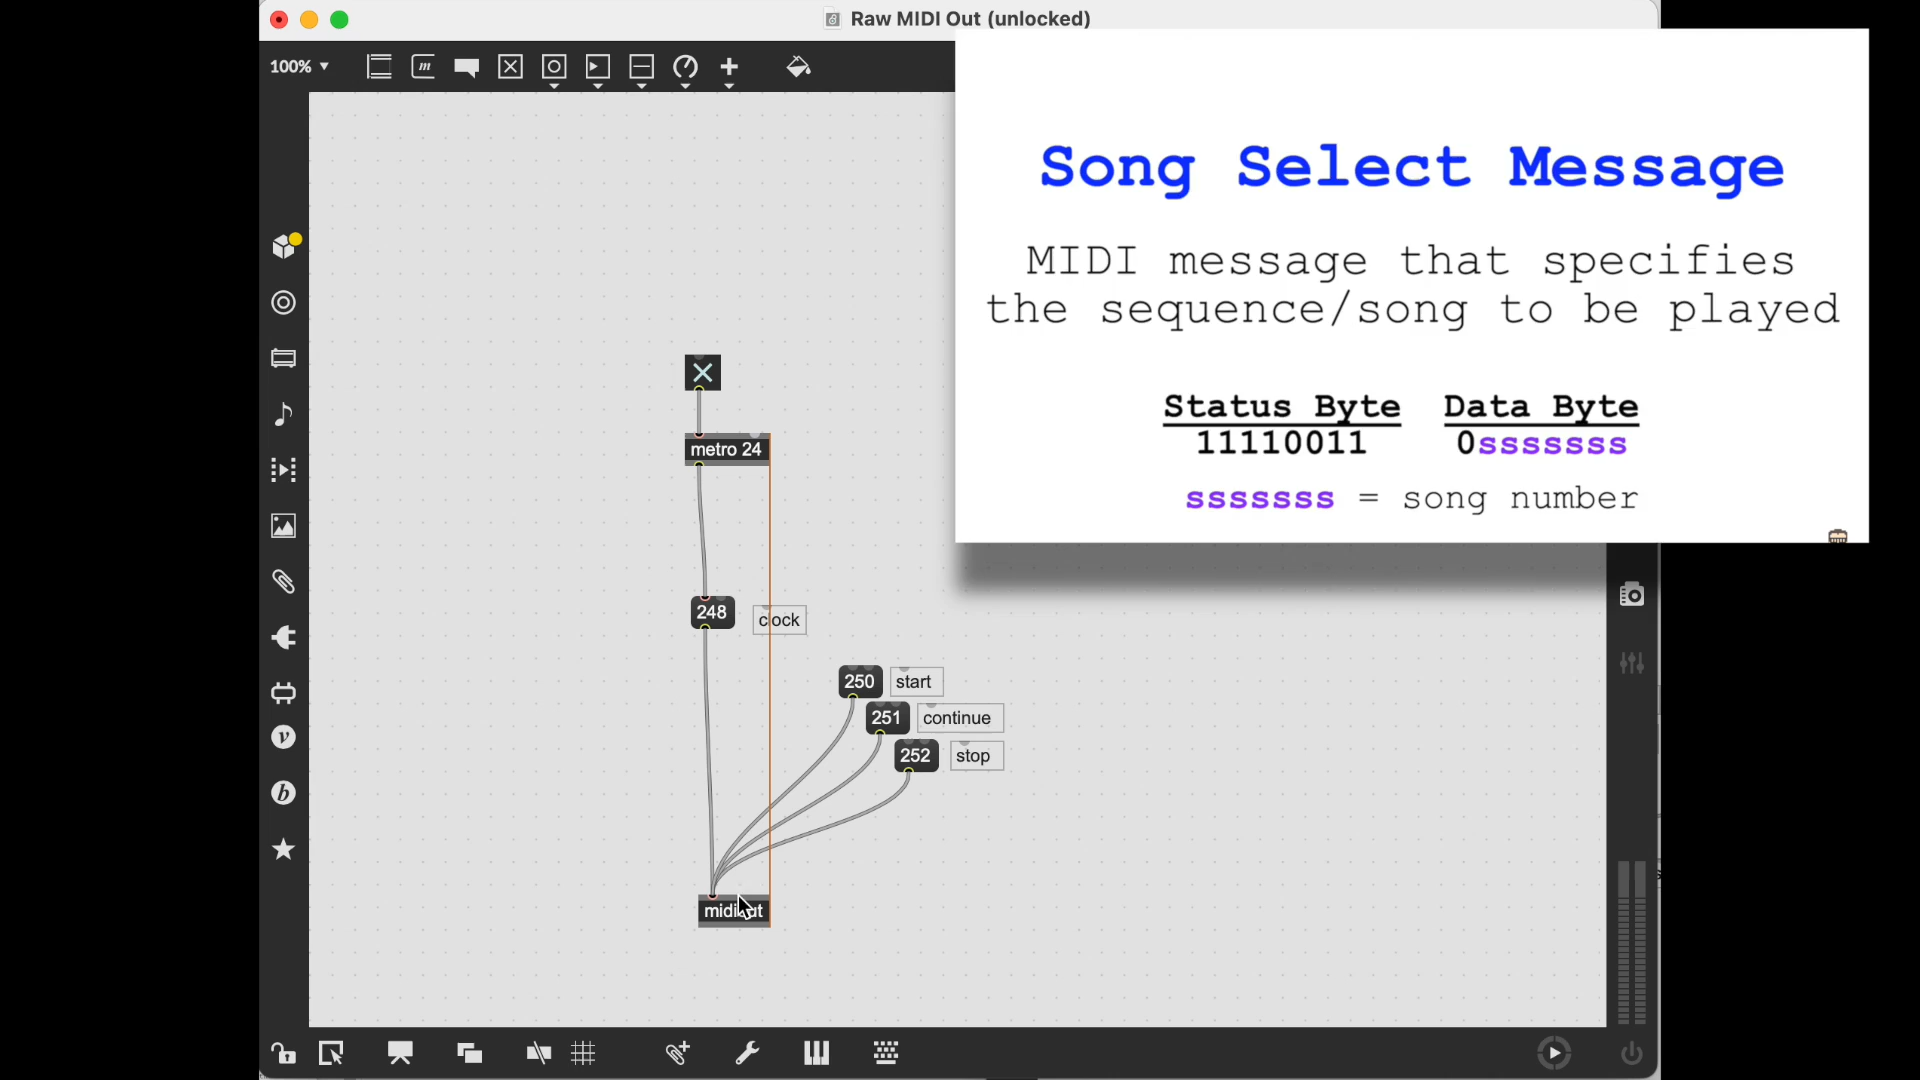 Raw MIDI Out (unlocked)
100%
m
Song Select Message
MIDI message that specifies
the sequence/song to be played
Status Byte Data Byte
11110011 0sssssss
sssssss = song number
metro 24
248 clock
250 start
251 continue
252 stop
v
b